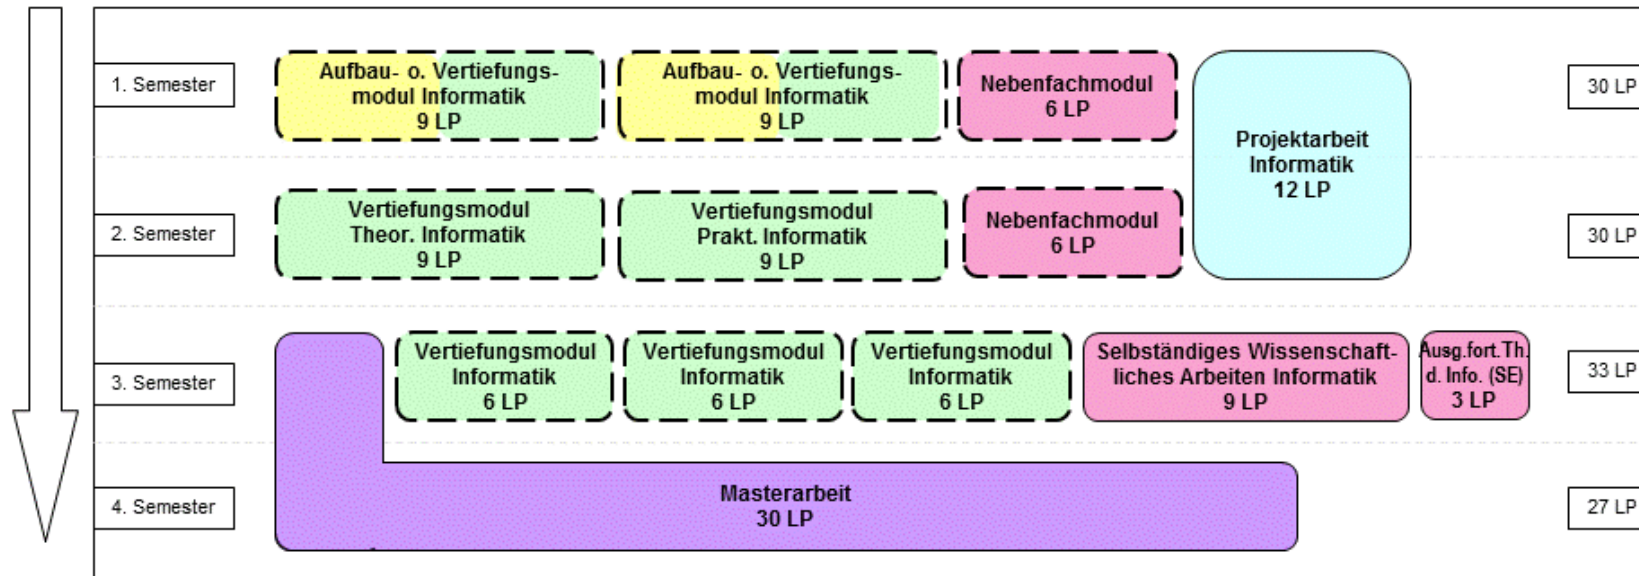 1. Semester
Aufbau- o. Vertiefungs-
modul Informatik
9 LP
Aufbau- o. Vertiefungs-
modul Informatik
9 LP
Nebenfachmodul
6 LP
Projektarbeit
Informatik
12 LP
30 LP
2. Semester
Vertiefungsmodul
Theor. Informatik
9 LP
Vertiefungsmodul
Prakt. Informatik
9 LP
Nebenfachmodul
6 LP
30 LP
3. Semester
Vertiefungsmodul
Informatik
6 LP
Vertiefungsmodul
Informatik
6 LP
Vertiefungsmodul
Informatik
6 LP
Selbständiges Wissenschaft-
liches Arbeiten Informatik
9 LP
Ausg.fort.Th.
d. Info. (SE)
3 LP
33 LP
4. Semester
Masterarbeit
30 LP
27 LP